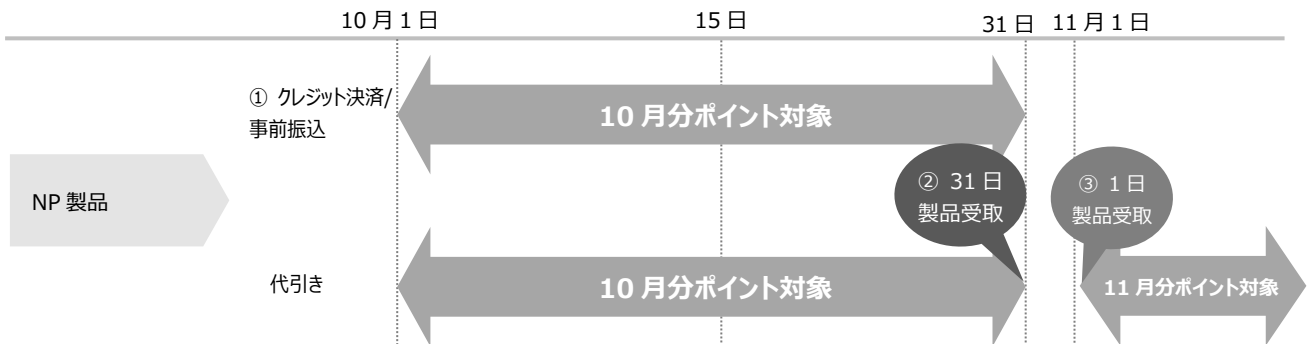 10 月 1 日 15 日 31 日 11 月 1 日
① クレジット決済/
事前振込
10 月分ポイント対象
NP 製品
② 31 日
製品受取
③ 1 日
製品受取
代引き
10 月分ポイント対象
11 月分ポイント対象